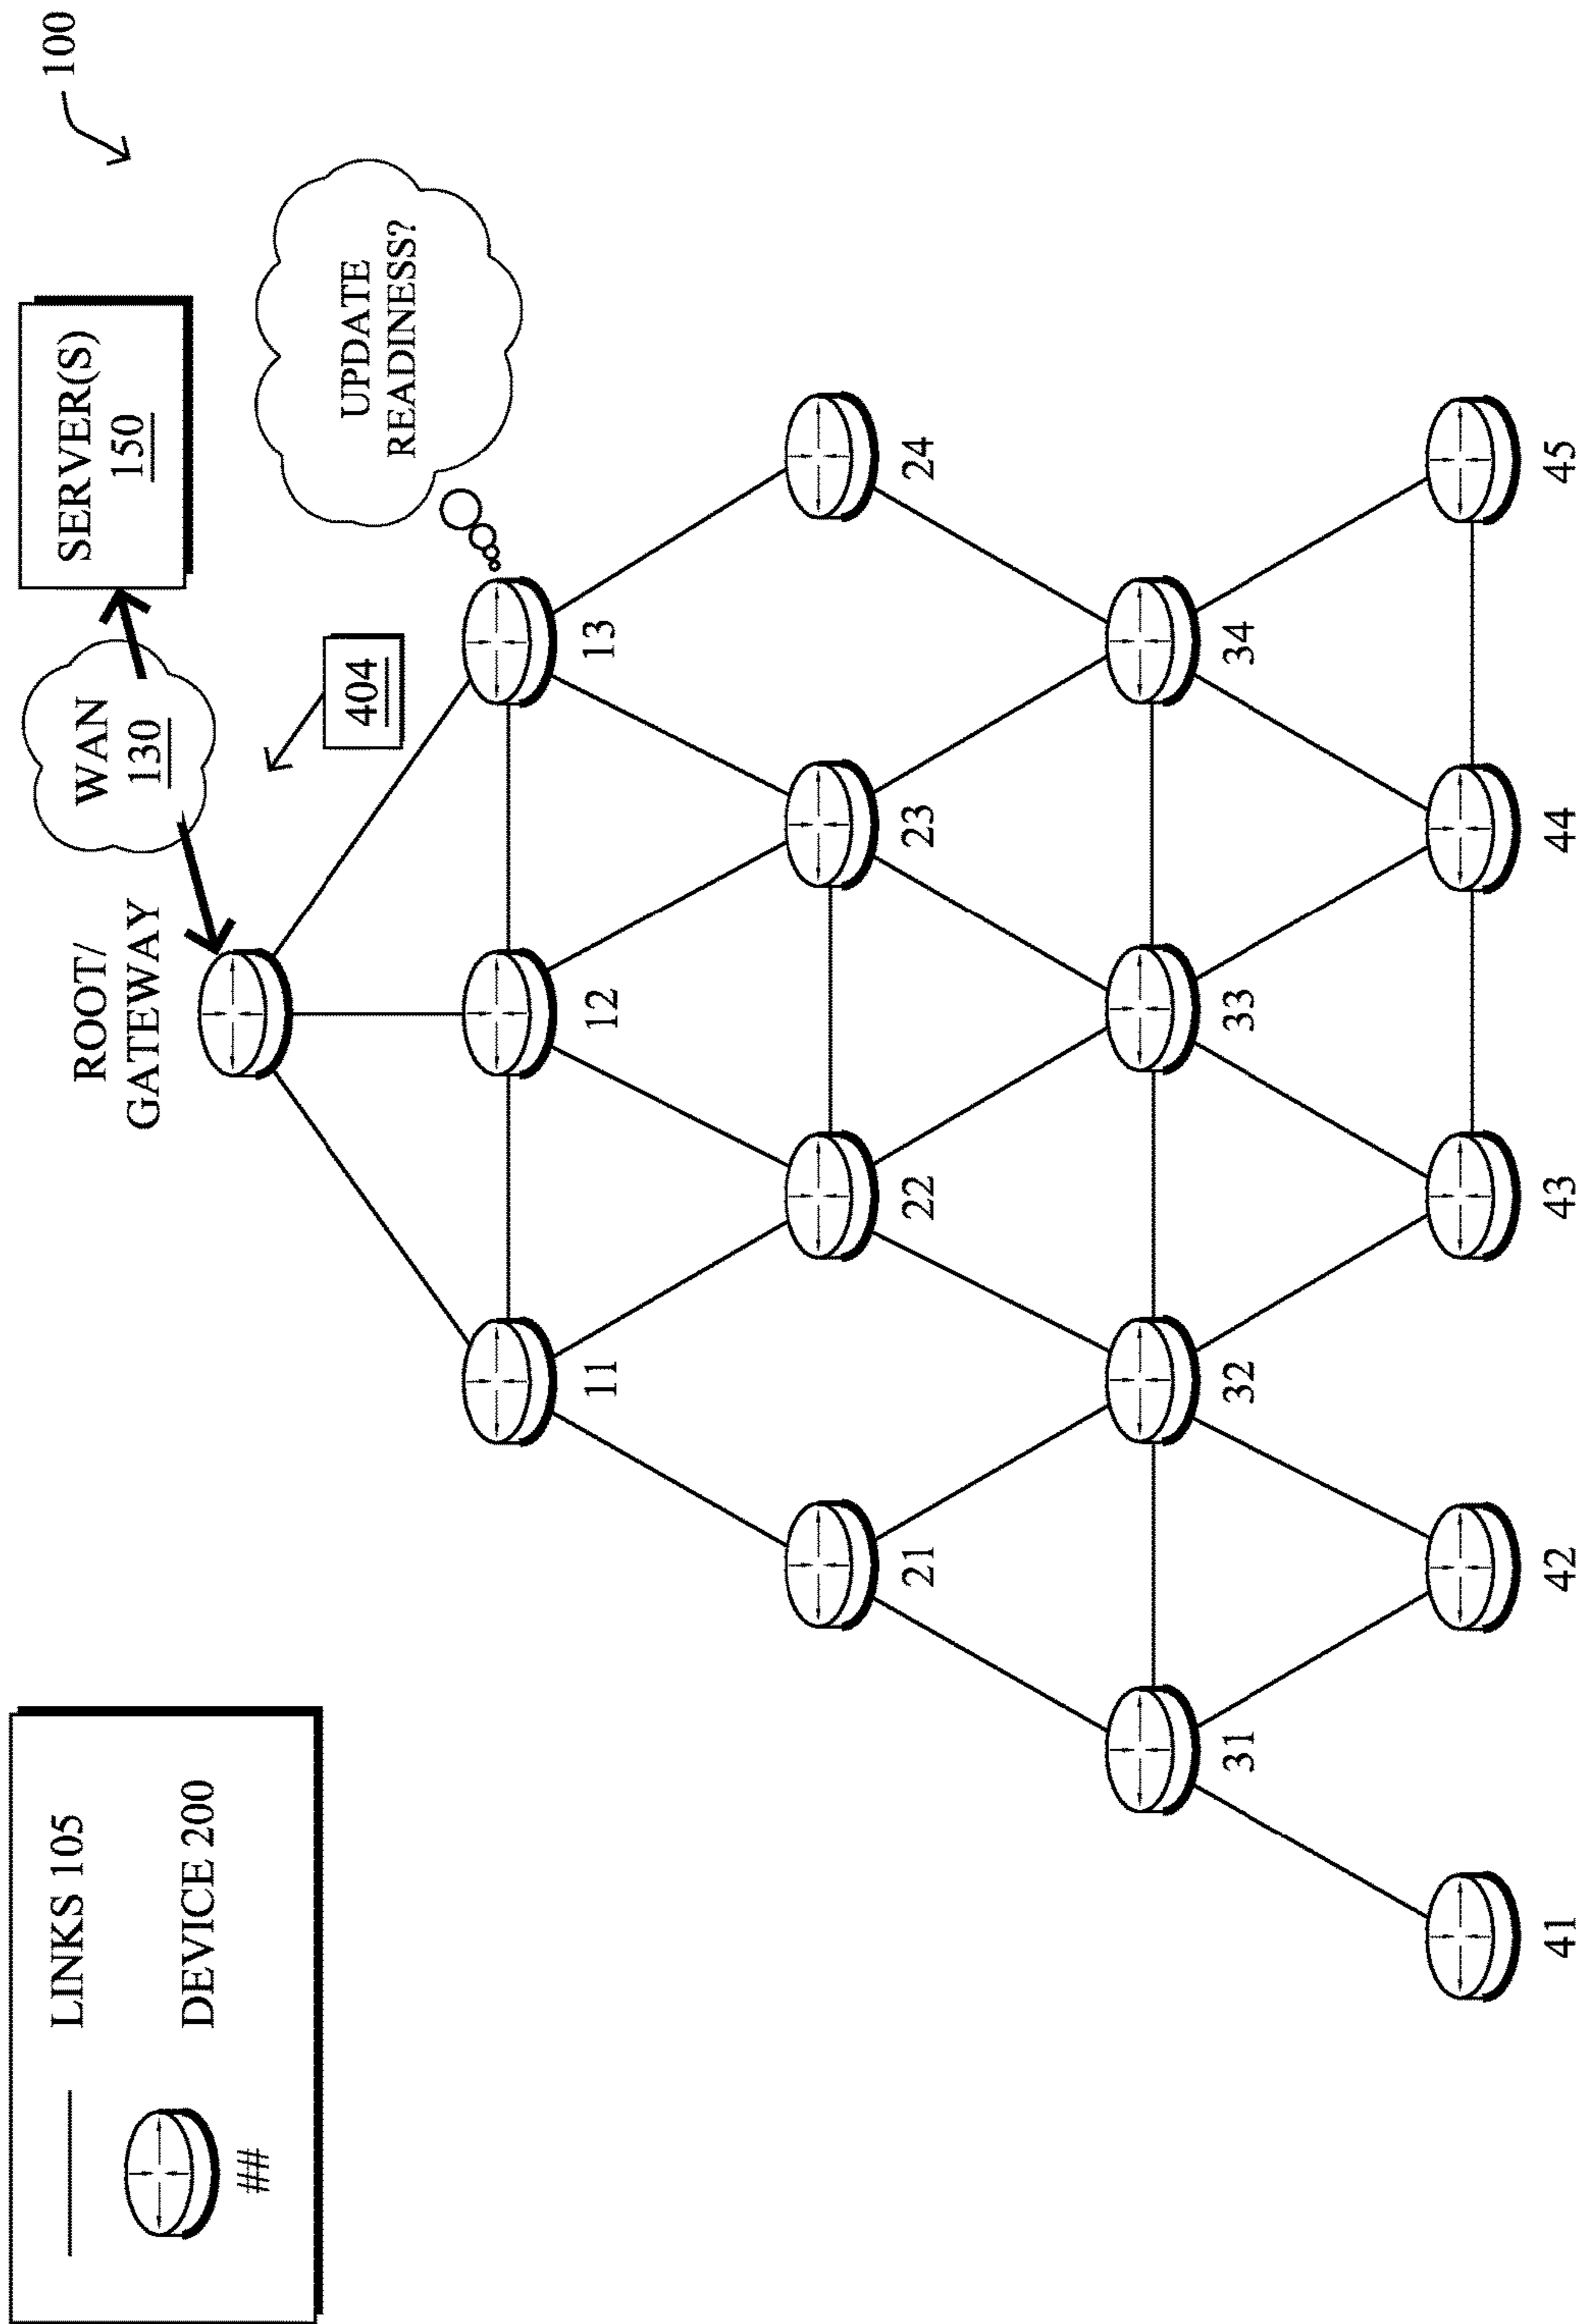 LINKS 105
DEVICE 200
##
100
SERVER(S)
150
WAN
130
ROOT/
GATEWAY
404
UPDATE
READINESS?
11
12
13
21
22
23
24
31
32
33
34
41
42
43
44
45